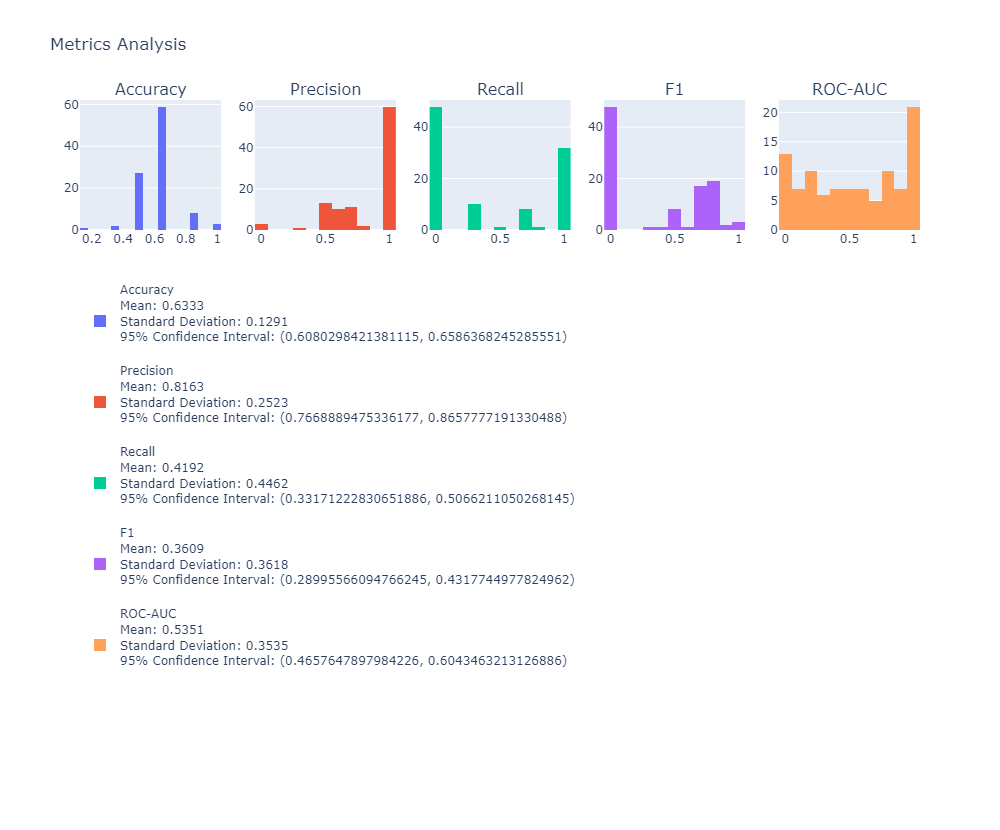 Metrics Analysis
Accuracy Precision Recall F1 ROC-AUC
60
40
20
0
0.2 0.4 0.6 0.8 1
60
40
20
0
0 0.5 1
40
20
0
0 0.5 1
40
20
0
0 0.5 1
20
15
10
5
0
0 0.5 1
Accuracy
Mean: 0.6333
Standard Deviation: 0.1291
95% Confidence Interval: (0.6080298421381115, 0.6586368245285551)
Precision
Mean: 0.8163
Standard Deviation: 0.2523
95% Confidence Interval: (0.7668889475336177, 0.8657777191330488)
Recall
Mean: 0.4192
Standard Deviation: 0.4462
95% Confidence Interval: (0.33171222830651886, 0.5066211050268145)
F1
Mean: 0.3609
Standard Deviation: 0.3618
95% Confidence Interval: (0.28995566094766245, 0.4317744977824962)
ROC-AUC
Mean: 0.5351
Standard Deviation: 0.3535
95% Confidence Interval: (0.4657647897984226, 0.6043463213126886)